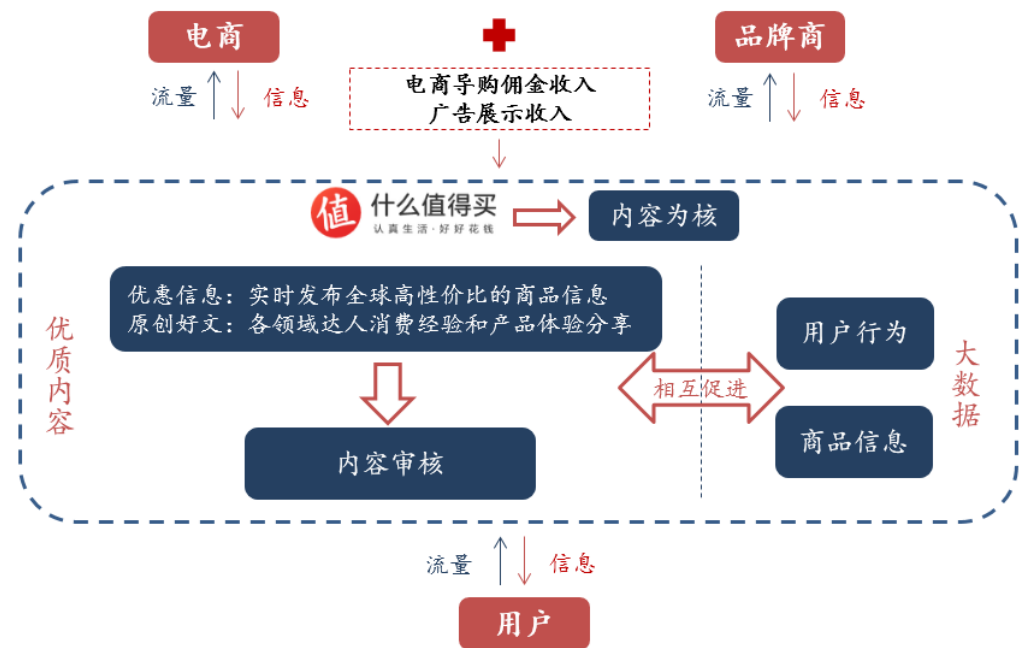 电商
品牌商
流量
信息
电商导购佣金收入
广告展示收入
流量
信息
值
什么值得买
认真生活·好好花钱
内容为核
优惠信息：实时发布全球高性价比的商品信息
原创好文：各领域达人消费经验和产品体验分享
优质内容
用户行为
大数据
相互促进
商品信息
内容审核
流量
信息
用户